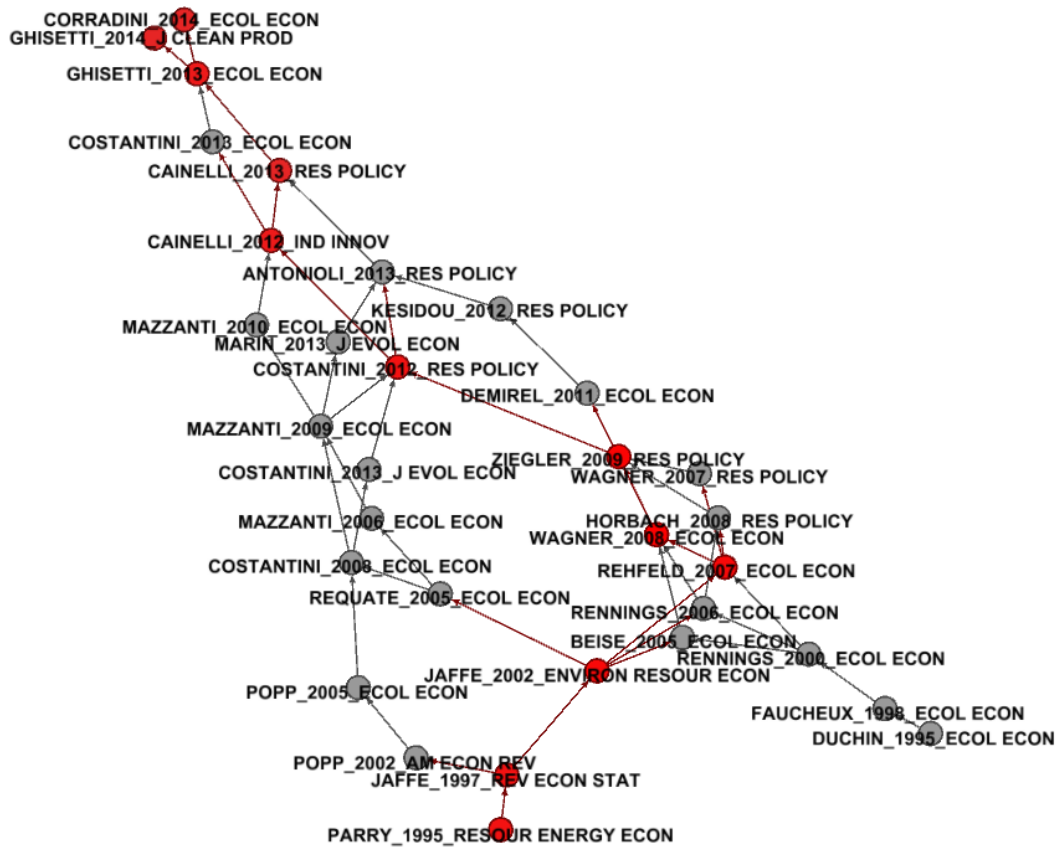 CORRADINI_2014_ECOL ECON
GHISETTI_2014_J CLEAN PROD
GHISETTI_2013_ECOL ECON
COSTANTINI_2013_ECOL ECON
CAINELLI_2013_RES POLICY
CAINELLI_2012_IND INNOV
ANTONIOLI_2013_RES POLICY
KESIDOU_2012_RES POLICY
MAZZANTI_2010_ECOL ECON
MARIN_2013_J EVOL ECON
COSTANTINI_2012_RES POLICY
DEMIREL_2011_ECOL ECON
MAZZANTI_2009_ECOL ECON
ZIEGLER_2009_RES POLICY
COSTANTINI_2013_J EVOL ECON
WAGNER_2007_RES POLICY
MAZZANTI_2006_ECOL ECON
HORBACH_2008_RES POLICY
WAGNER_2008_ECOL ECON
COSTANTINI_2008_ECOL ECON
REHFELD_2007_ECOL ECON
REQUATE_2005_ECOL ECON
RENNINGS_2006_ECOL ECON
BEISE_2005_ECOL ECON
RENNINGS_2000_ECOL ECON
JAFFE_2002_ENVIRON RESOUR ECON
POPP_2005_ECOL ECON
FAUCHEUX_1998_ECOL ECON
DUCHIN_1995_ECOL ECON
POPP_2002_AM ECON REV
JAFFE_1997_REV ECON STAT
PARRY_1995_RESOUR ENERGY ECON